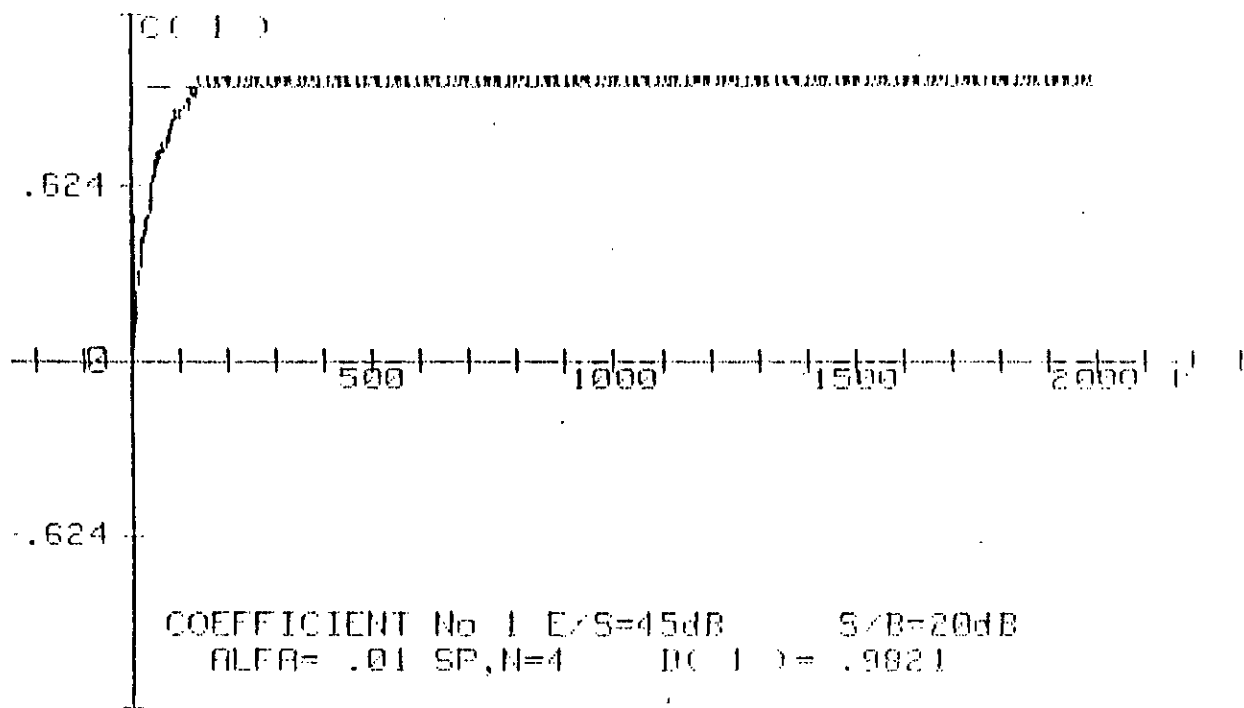 C( 1 )
.624
0
500 1000 1500 2000 i
-.624
COEFFICIENT No 1 E/S=45dB S/B=20dB
ALFA= .01 SP,N=4 D( 1 )= .9821